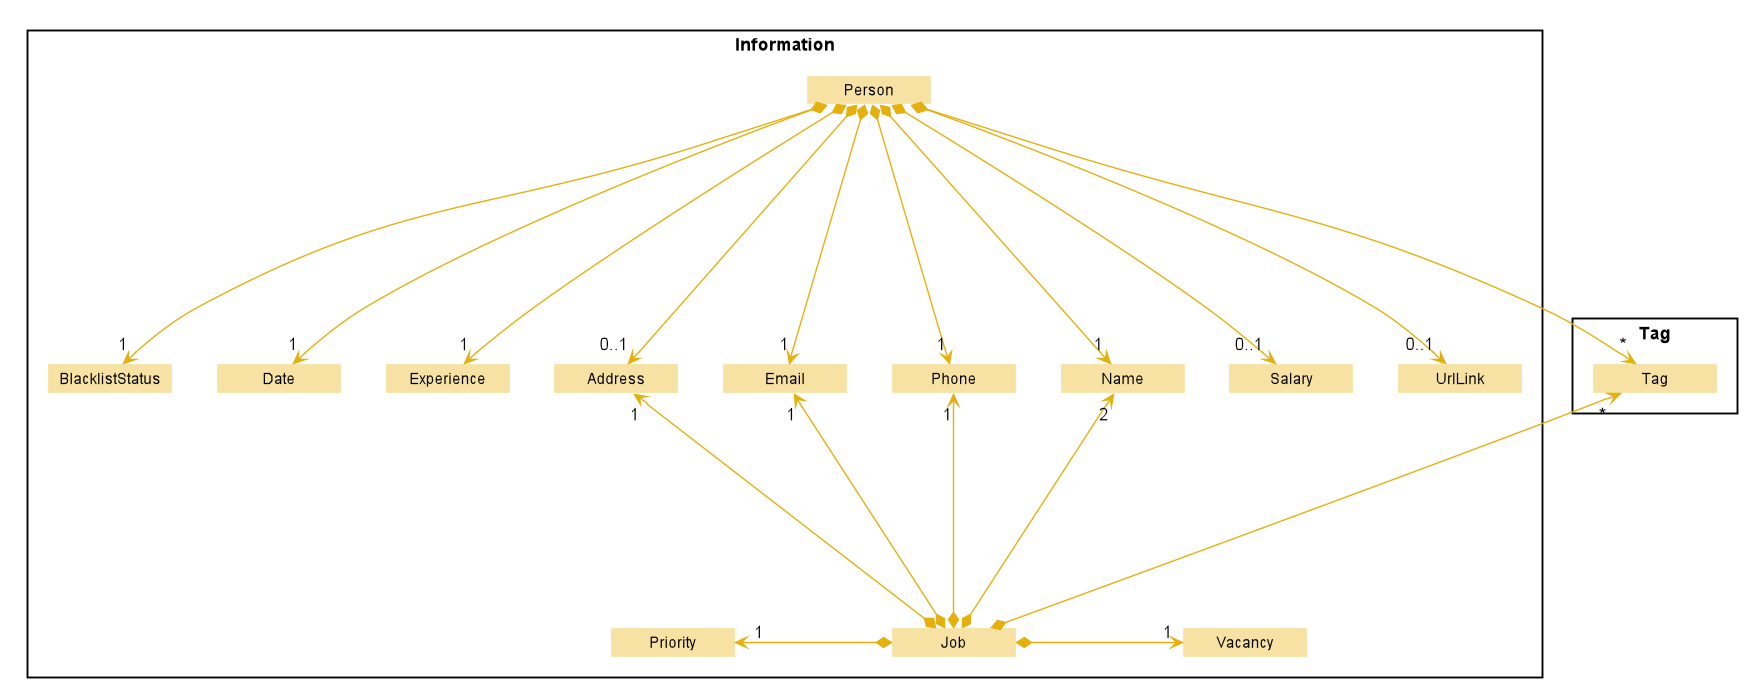 Information
Person
Tag
1 1 1 0..1 1 1 1 0..1 0..1 *
BlacklistStatus Date Experience Address Email Phone Name Salary UrlLink Tag
1 1 1 2 *
1 1
Priority Job Vacancy